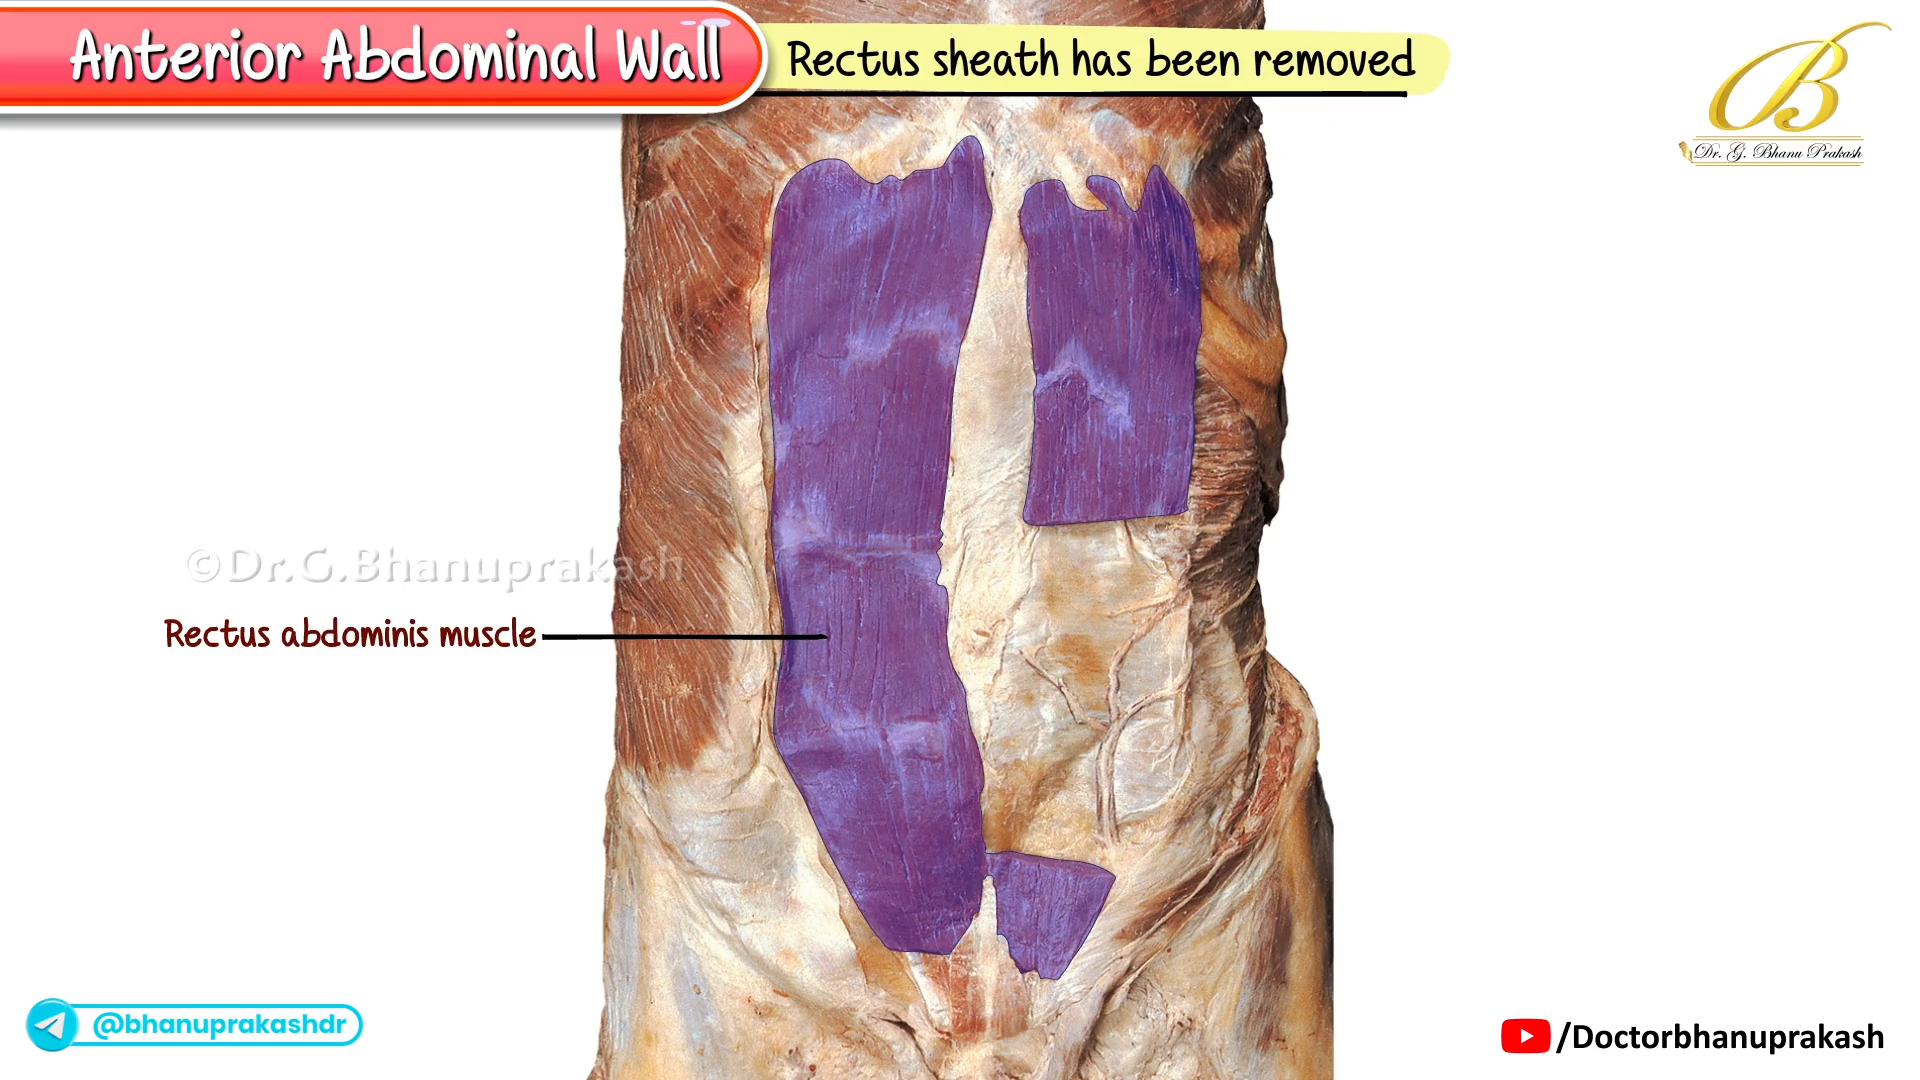 Anterior Abdominal Wall
Rectus sheath has been removed
B
Dr. G. Bhanu Prakash
©Dr.G.Bhanuprakash
Rectus abdominis muscle
@bhanuprakashdr
/Doctorbhanuprakash